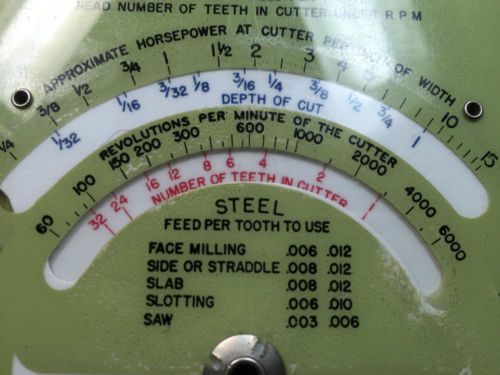 READ NUMBER OF TEETH IN CUTTER UNDER R.P.M
APPROXIMATE HORSEPOWER AT CUTTER PER INCH OF WIDTH
1/4 3/8 1/2 3/4 1 1 1/2 2 3 4 5 10 15
1/32 1/16 3/32 1/8 3/16 1/4 3/8 1/2 3/4 1
DEPTH OF CUT
REVOLUTIONS PER MINUTE OF THE CUTTER
60 100 150 200 300 600 1000 2000 4000 6000
32 24 16 12 8 6 4 2 1
NUMBER OF TEETH IN CUTTER
STEEL
FEED PER TOOTH TO USE
FACE MILLING .006 .012
SIDE OR STRADDLE .008 .012
SLAB .008 .012
SLOTTING .006 .010
SAW .003 .006